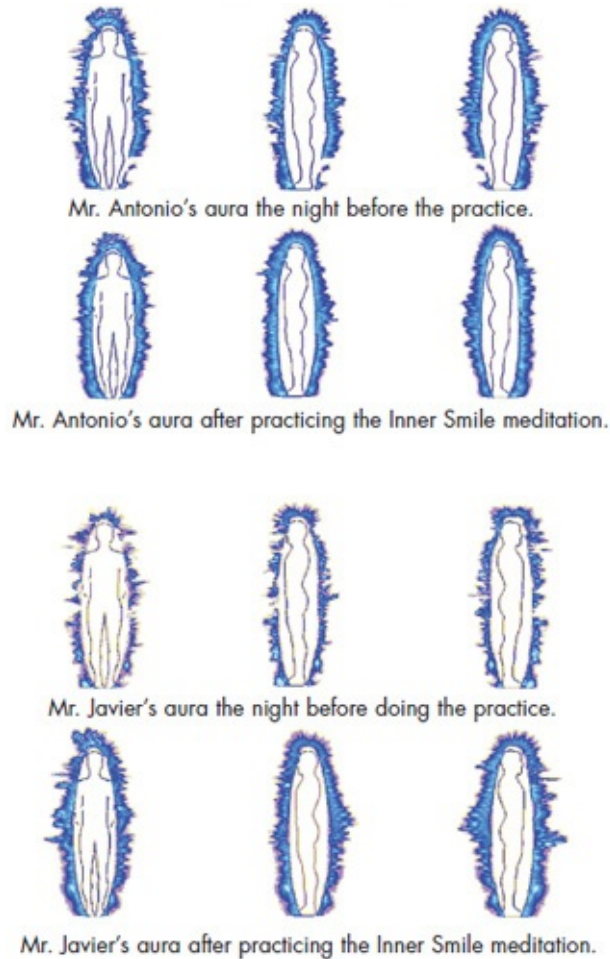 Mr. Antonio's aura the night before the practice.
Mr. Antonio's aura after practicing the Inner Smile meditation.
Mr. Javier's aura the night before doing the practice.
Mr. Javier's aura after practicing the Inner Smile meditation.